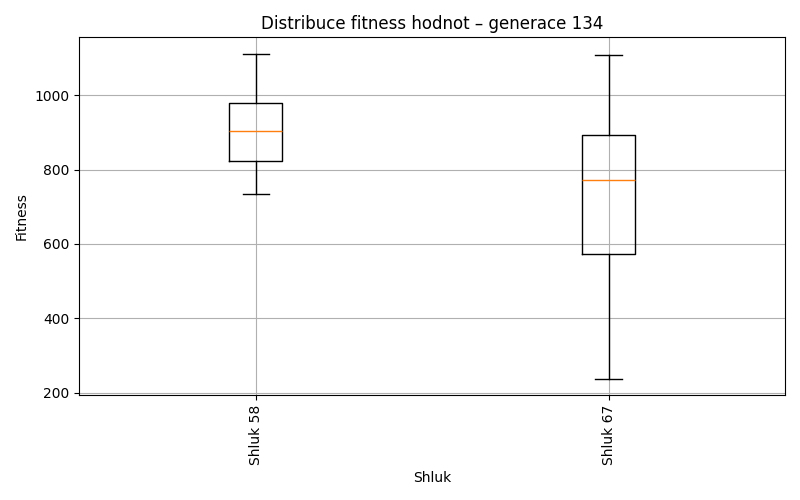 Distribuce fitness hodnot – generace 134
Fitness
1000
800
600
400
200
Shluk 58
Shluk 67
Shluk